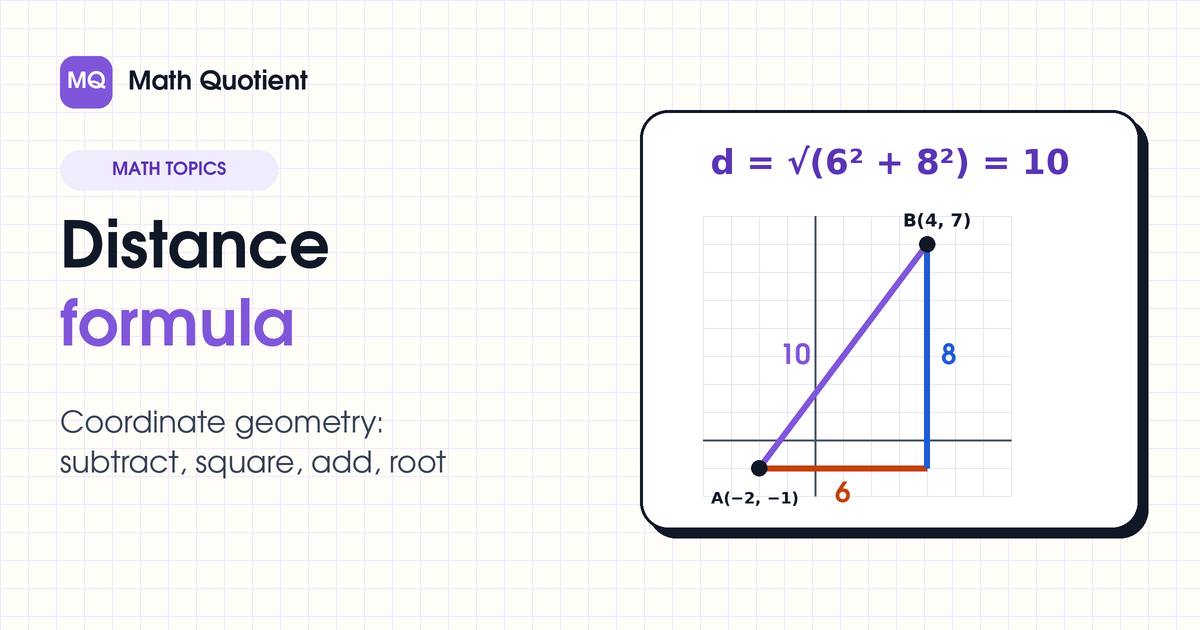 MQ Math Quotient
MATH TOPICS
Distance
formula
Coordinate geometry:
subtract, square, add, root
d = √(6² + 8²) = 10
B(4, 7)
10
8
A(−2, −1)
6